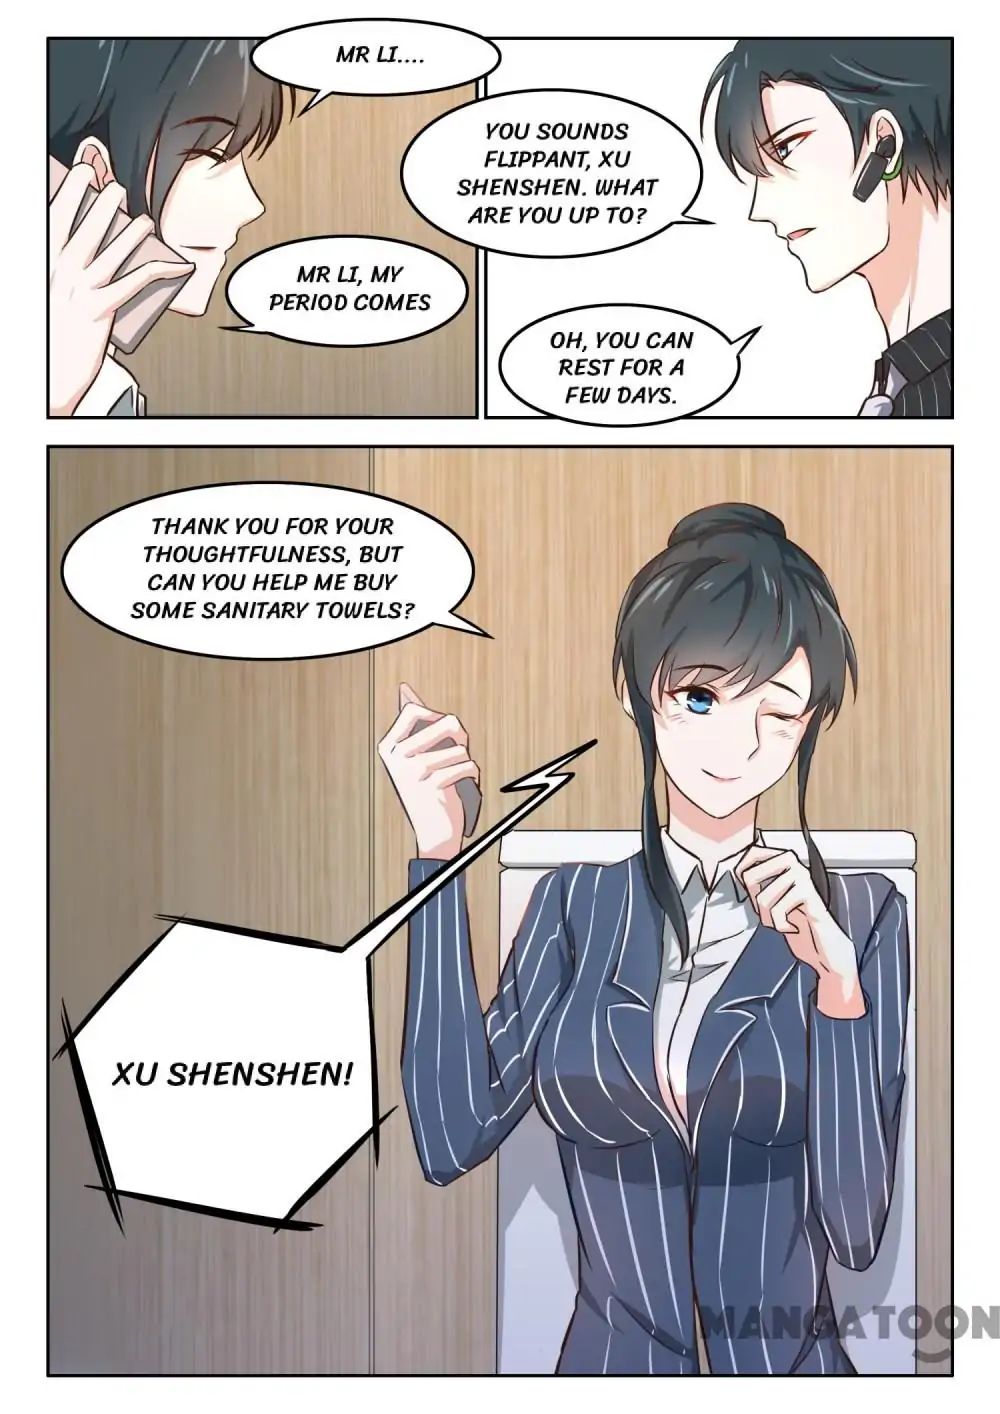 MR LI....
YOU SOUNDS
FLIPPANT, XU
SHENSHEN. WHAT
ARE YOU UP TO?
MR LI, MY
PERIOD COMES
OH, YOU CAN
REST FOR A
FEW DAYS.
THANK YOU FOR YOUR
THOUGHTFULNESS, BUT
CAN YOU HELP ME BUY
SOME SANITARY TOWELS?
XU SHENSHEN!
MANGATOON